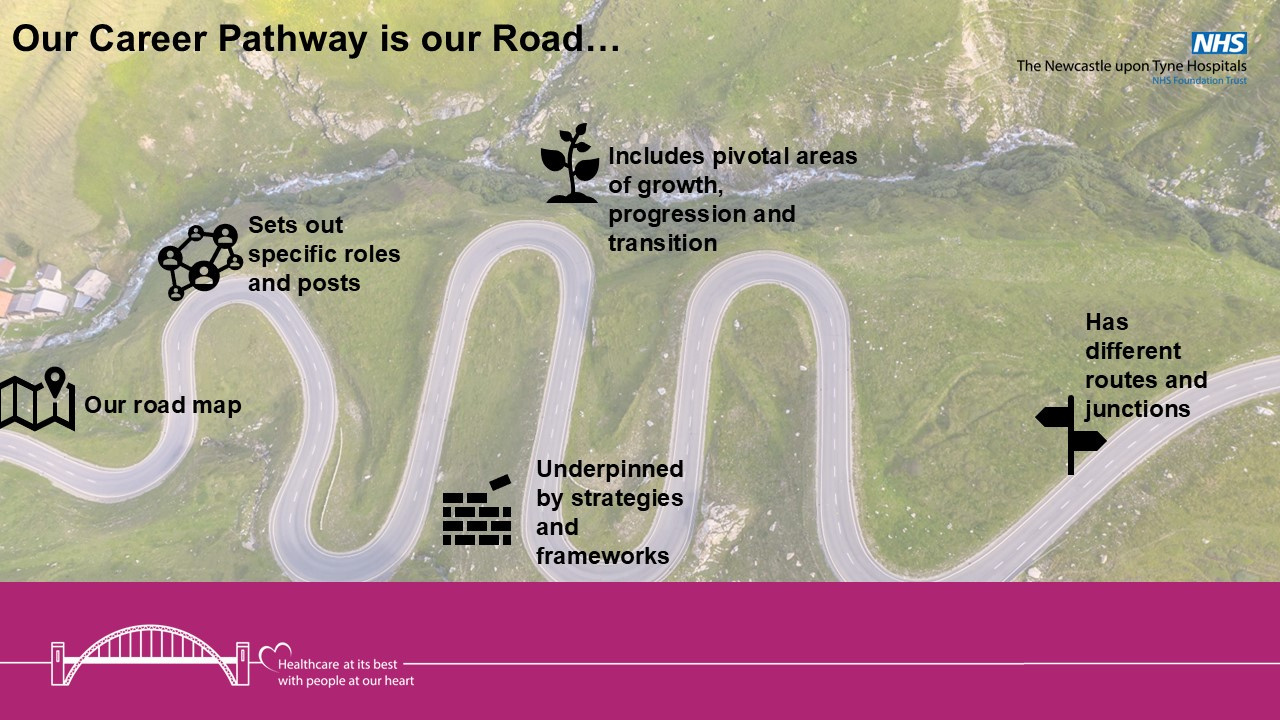 Our Career Pathway is our Road…
NHS
The Newcastle upon Tyne Hospitals
NHS Foundation Trust
Includes pivotal areas
of growth,
progression and
transition
Sets out
specific roles
and posts
Has
different
routes and
junctions
Our road map
Underpinned
by strategies
and
frameworks
Healthcare at its best
with people at our heart